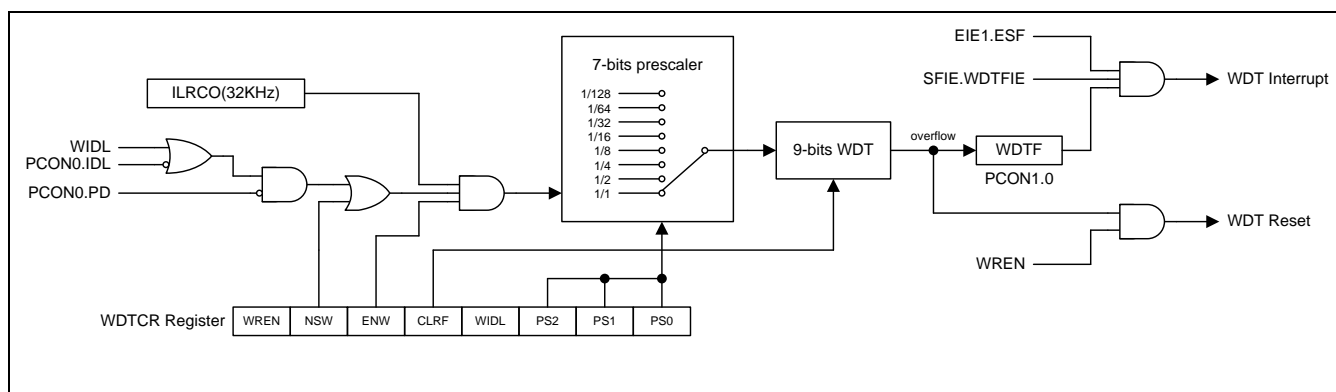 EIE1.ESF
7-bits prescaler
ILRCO(32KHz)
SFIE.WDTFIE
WDT Interrupt
1/128
1/64
1/32
1/16
1/8
1/4
1/2
1/1
WIDL
PCON0.IDL
PCON0.PD
9-bits WDT
overflow
WDTF
PCON1.0
WDT Reset
WREN
WDTCR Register WREN NSW ENW CLRF WIDL PS2 PS1 PS0